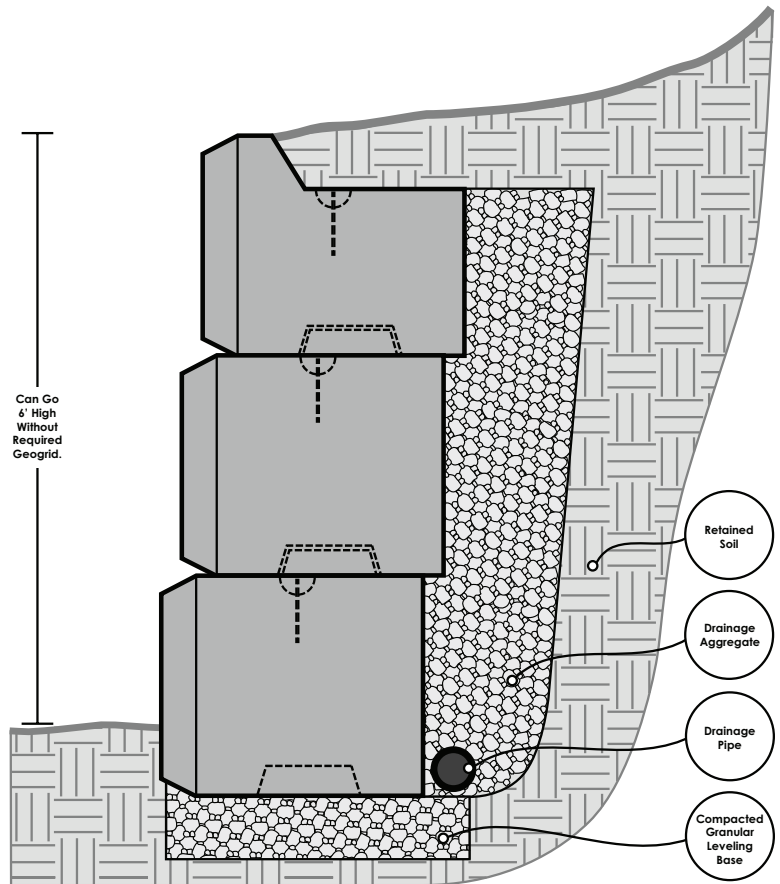 Can Go
6' High
Without
Required
Geogrid.
Retained
Soil
Drainage
Aggregate
Drainage
Pipe
Compacted
Granular
Leveling
Base